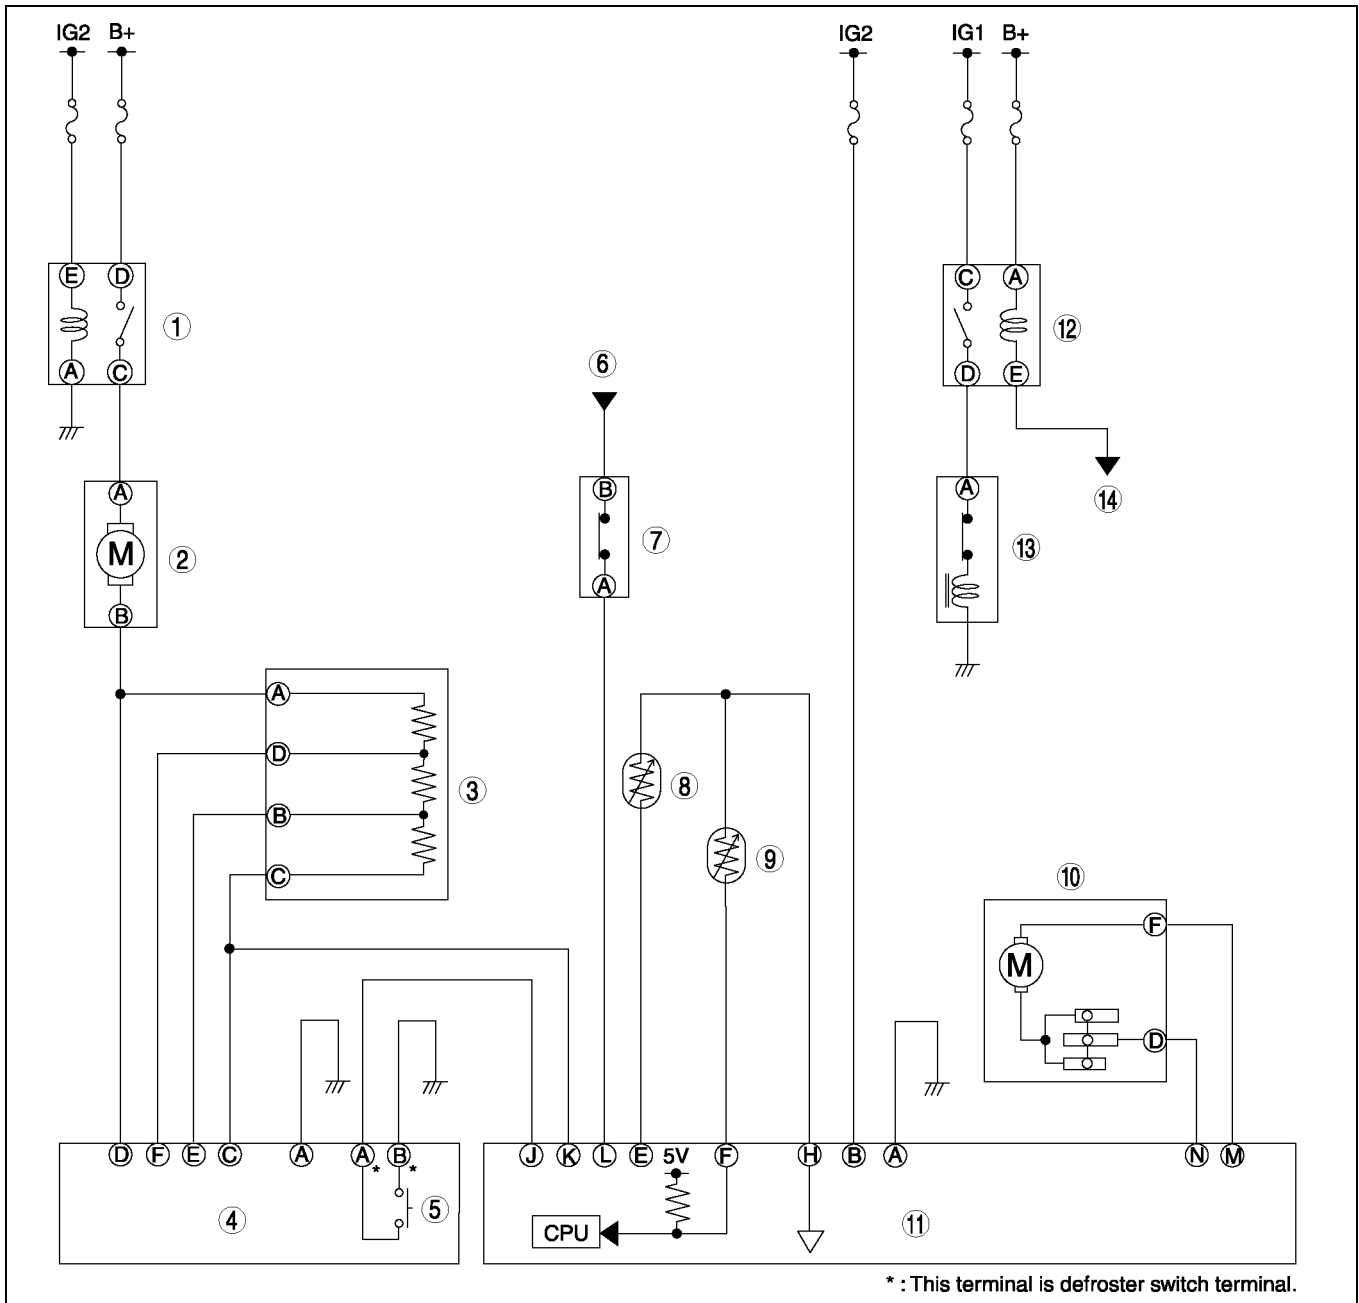 IG2 B+ IG2 IG1 B+
E D C A
① ⑫
A C D E
⑥
A B A ⑭
M ② ⑦ ⑬
B A
A
D ⑧
B ③
C ⑨
⑩
F
M
D
D F E C A A * B * J K L E 5V F H B A N M
④ ⑤ CPU ⑪
* : This terminal is defroster switch terminal.